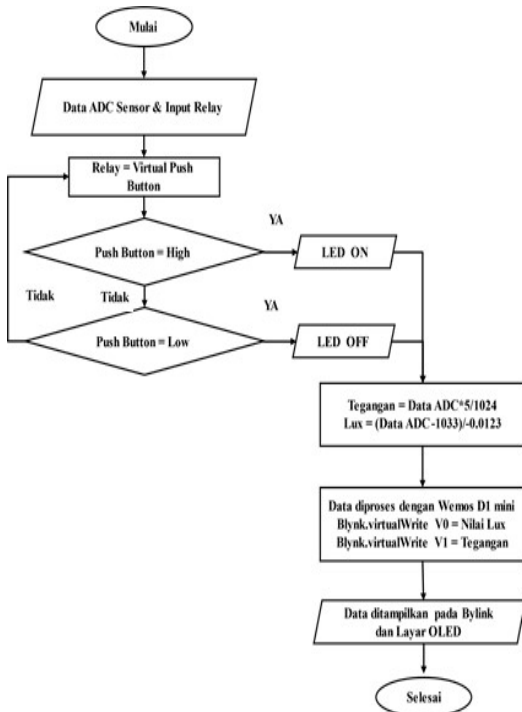 Mulai
Data ADC Sensor & Input Relay
Relay = Virtual Push
Button
YA
Push Button = High
LED ON
Tidak
Tidak
YA
Push Button = Low
LED OFF
Tegangan = Data ADC*5/1024
Lux = (Data ADC-1033)/-0.0123
Data diproses dengan Wemos D1 mini
Blynk.virtualWrite V0 = Nilai Lux
Blynk.virtualWrite V1 = Tegangan
Data ditampilkan pada Bylink
dan Layar OLED
Selesai